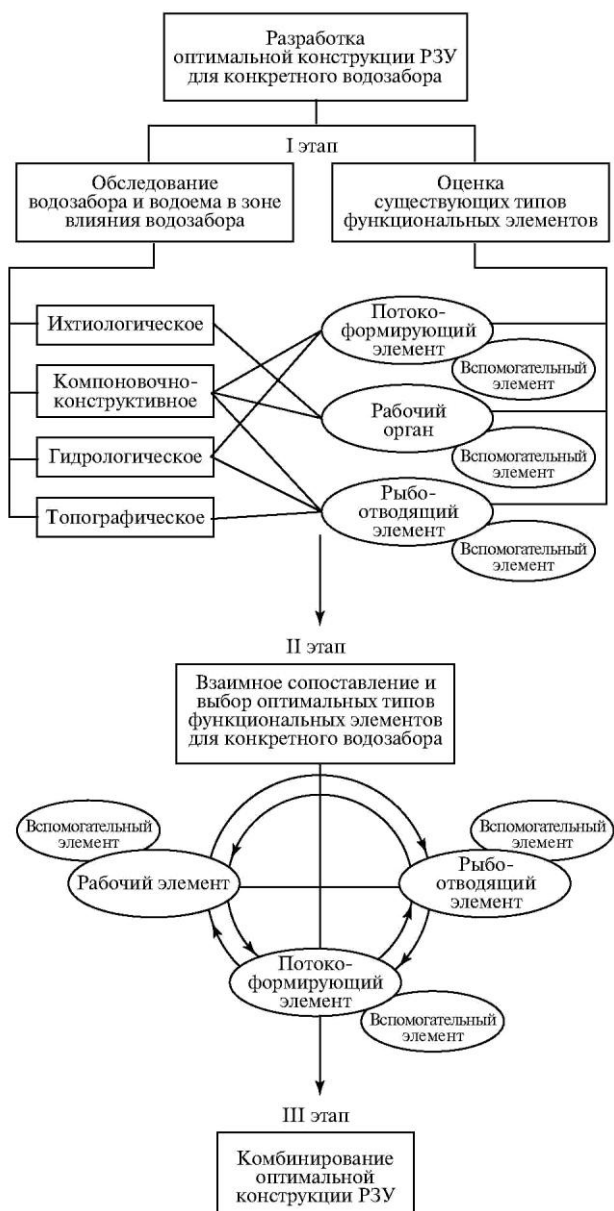 Разработка
оптимальной конструкции РЗУ
для конкретного водозабора
I этап
Обследование
водозабора и водоема в зоне
влияния водозабора
Оценка
существующих типов
функциональных элементов
Ихтиологическое
Компоновочно-
конструктивное
Гидрологическое
Топографическое
Потоко-
формирующий
элемент
Вспомогательный
элемент
Рабочий
орган
Вспомогательный
элемент
Рыбо-
отводящий
элемент
Вспомогательный
элемент
II этап
Взаимное сопоставление и
выбор оптимальных типов
функциональных элементов
для конкретного водозабора
Вспомогательный
элемент
Рабочий элемент
Вспомогательный
элемент
Рыбо-
отводящий
элемент
Потоко-
формирующий
элемент
Вспомогательный
элемент
III этап
Комбинирование
оптимальной
конструкции РЗУ